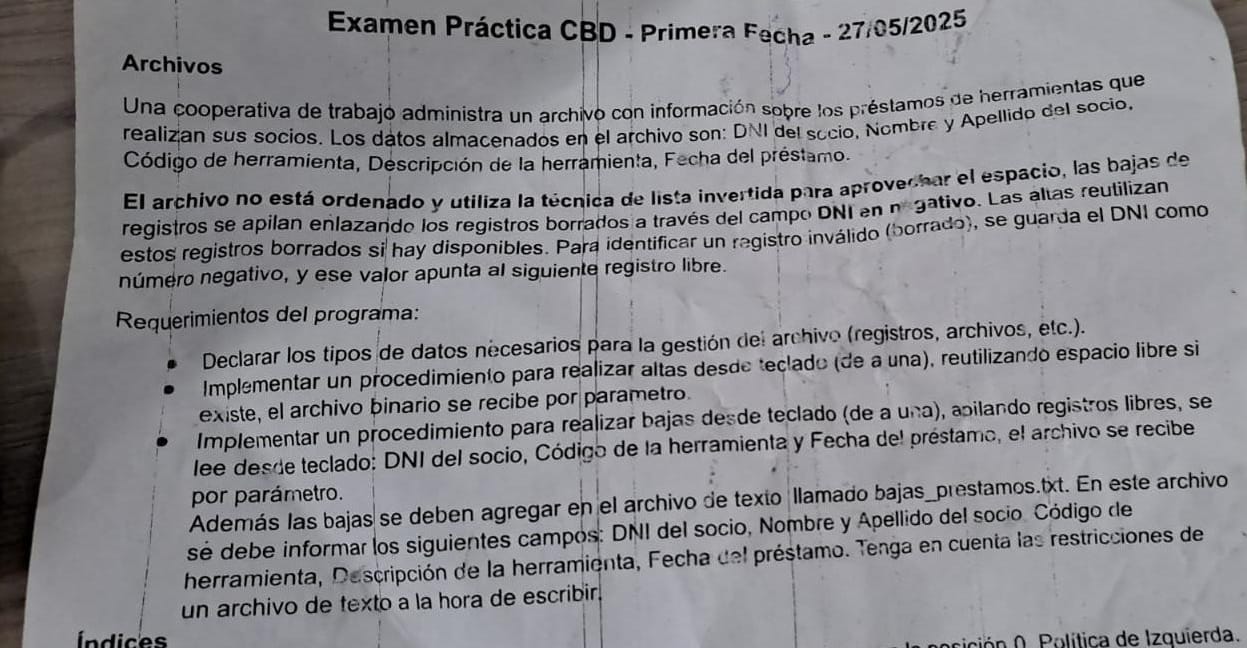 Examen Práctica CBD - Primera Fecha - 27/05/2025
Archivos
Una cooperativa de trabajo administra un archivo con información sobre los préstamos de herramientas que
realizan sus socios. Los datos almacenados en el archivo son: DNI del socio, Nombre y Apellido del socio,
Código de herramienta, Descripción de la herramienta, Fecha del préstamo.
El archivo no está ordenado y utiliza la técnica de lista invertida para aprovechar el espacio, las bajas de
registros se apilan enlazando los registros borrados a través del campo DNI en negativo. Las altas reutilizan
estos registros borrados si hay disponibles. Para identificar un registro inválido (borrado), se guarda el DNI como
número negativo, y ese valor apunta al siguiente registro libre.
Requerimientos del programa:
• Declarar los tipos de datos necesarios para la gestión del archivo (registros, archivos, etc.).
• Implementar un procedimiento para realizar altas desde teclado (de a una), reutilizando espacio libre si
existe, el archivo binario se recibe por parametro.
• Implementar un procedimiento para realizar bajas desde teclado (de a una), apilando registros libres, se
lee desde teclado: DNI del socio, Código de la herramienta y Fecha del préstamo, el archivo se recibe
por parámetro.
Además las bajas se deben agregar en el archivo de texto llamado bajas_prestamos.txt. En este archivo
se debe informar los siguientes campos: DNI del socio, Nombre y Apellido del socio Código de
herramienta, Descripción de la herramienta, Fecha del préstamo. Tenga en cuenta las restricciones de
un archivo de texto a la hora de escribir.
Índices
posición 0. Política de Izquierda.